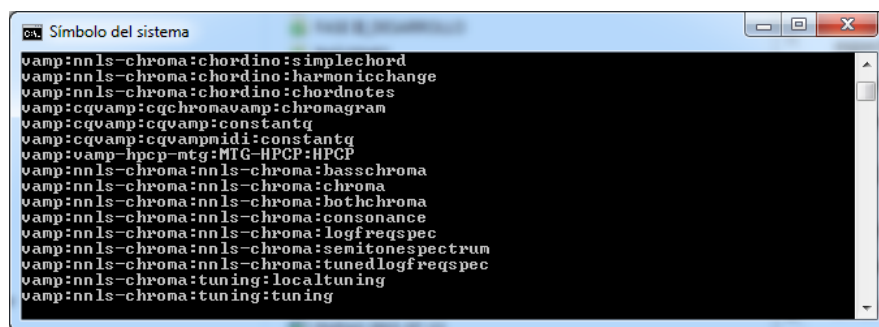 Símbolo del sistema
vamp:nnls-chroma:chordino:simplechord
vamp:nnls-chroma:chordino:harmonicchange
vamp:nnls-chroma:chordino:chordnotes
vamp:cqvamp:cqchromavamp:chromagram
vamp:cqvamp:cqvamp:constantq
vamp:cqvamp:cqvampmidi:constantq
vamp:vamp-hpcp-mtg:MTG-HPCP:HPCP
vamp:nnls-chroma:nnls-chroma:basschroma
vamp:nnls-chroma:nnls-chroma:chroma
vamp:nnls-chroma:nnls-chroma:bothchroma
vamp:nnls-chroma:nnls-chroma:consonance
vamp:nnls-chroma:nnls-chroma:logfreqspec
vamp:nnls-chroma:nnls-chroma:semitonespectrum
vamp:nnls-chroma:nnls-chroma:tunedlogfreqspec
vamp:nnls-chroma:tuning:localtuning
vamp:nnls-chroma:tuning:tuning